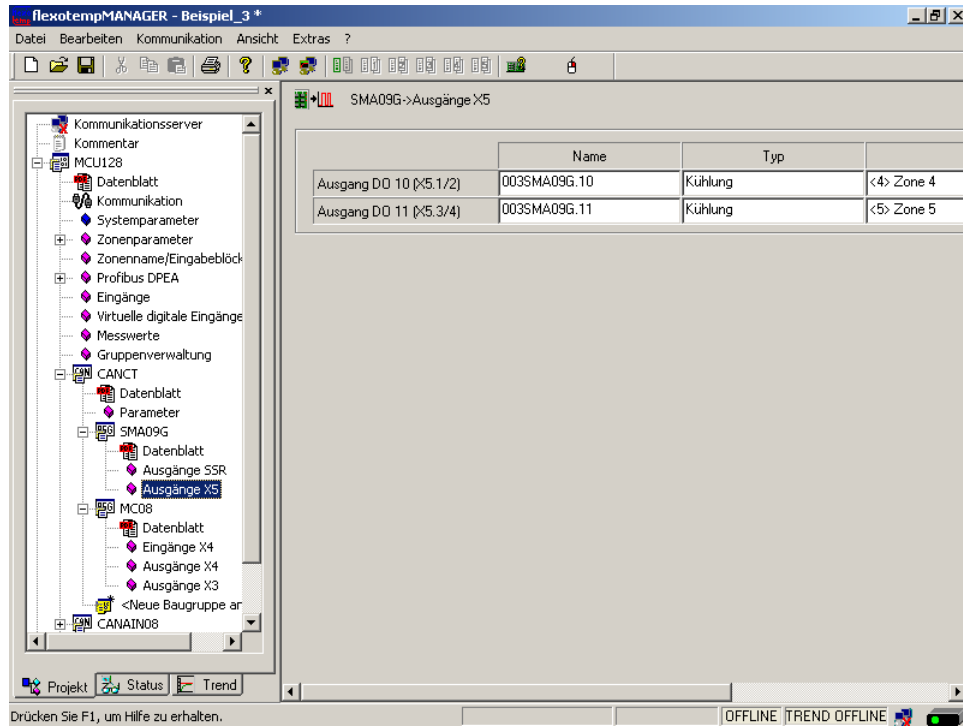 flexotempMANAGER - Beispiel_3 *
Datei Bearbeiten Kommunikation Ansicht Extras ?
SMA09G->Ausgänge X5
Kommunikationsserver
Kommentar
MCU128
Datenblatt
Kommunikation
Systemparameter
Zonenparameter
Zonenname/Eingabeblöck
Profibus DPEA
Eingänge
Virtuelle digitale Eingänge
Messwerte
Gruppenverwaltung
CANCT
Datenblatt
Parameter
SMA09G
Datenblatt
Ausgänge SSR
Ausgänge X5
MC08
Datenblatt
Eingänge X4
Ausgänge X4
Ausgänge X3
<Neue Baugruppe an
CANAIN08
Projekt Status Trend
Name Typ
Ausgang DO 10 (X5.1/2) 003SMA09G.10 Kühlung <4> Zone 4
Ausgang DO 11 (X5.3/4) 003SMA09G.11 Kühlung <5> Zone 5
Drücken Sie F1, um Hilfe zu erhalten. OFFLINE TREND OFFLINE